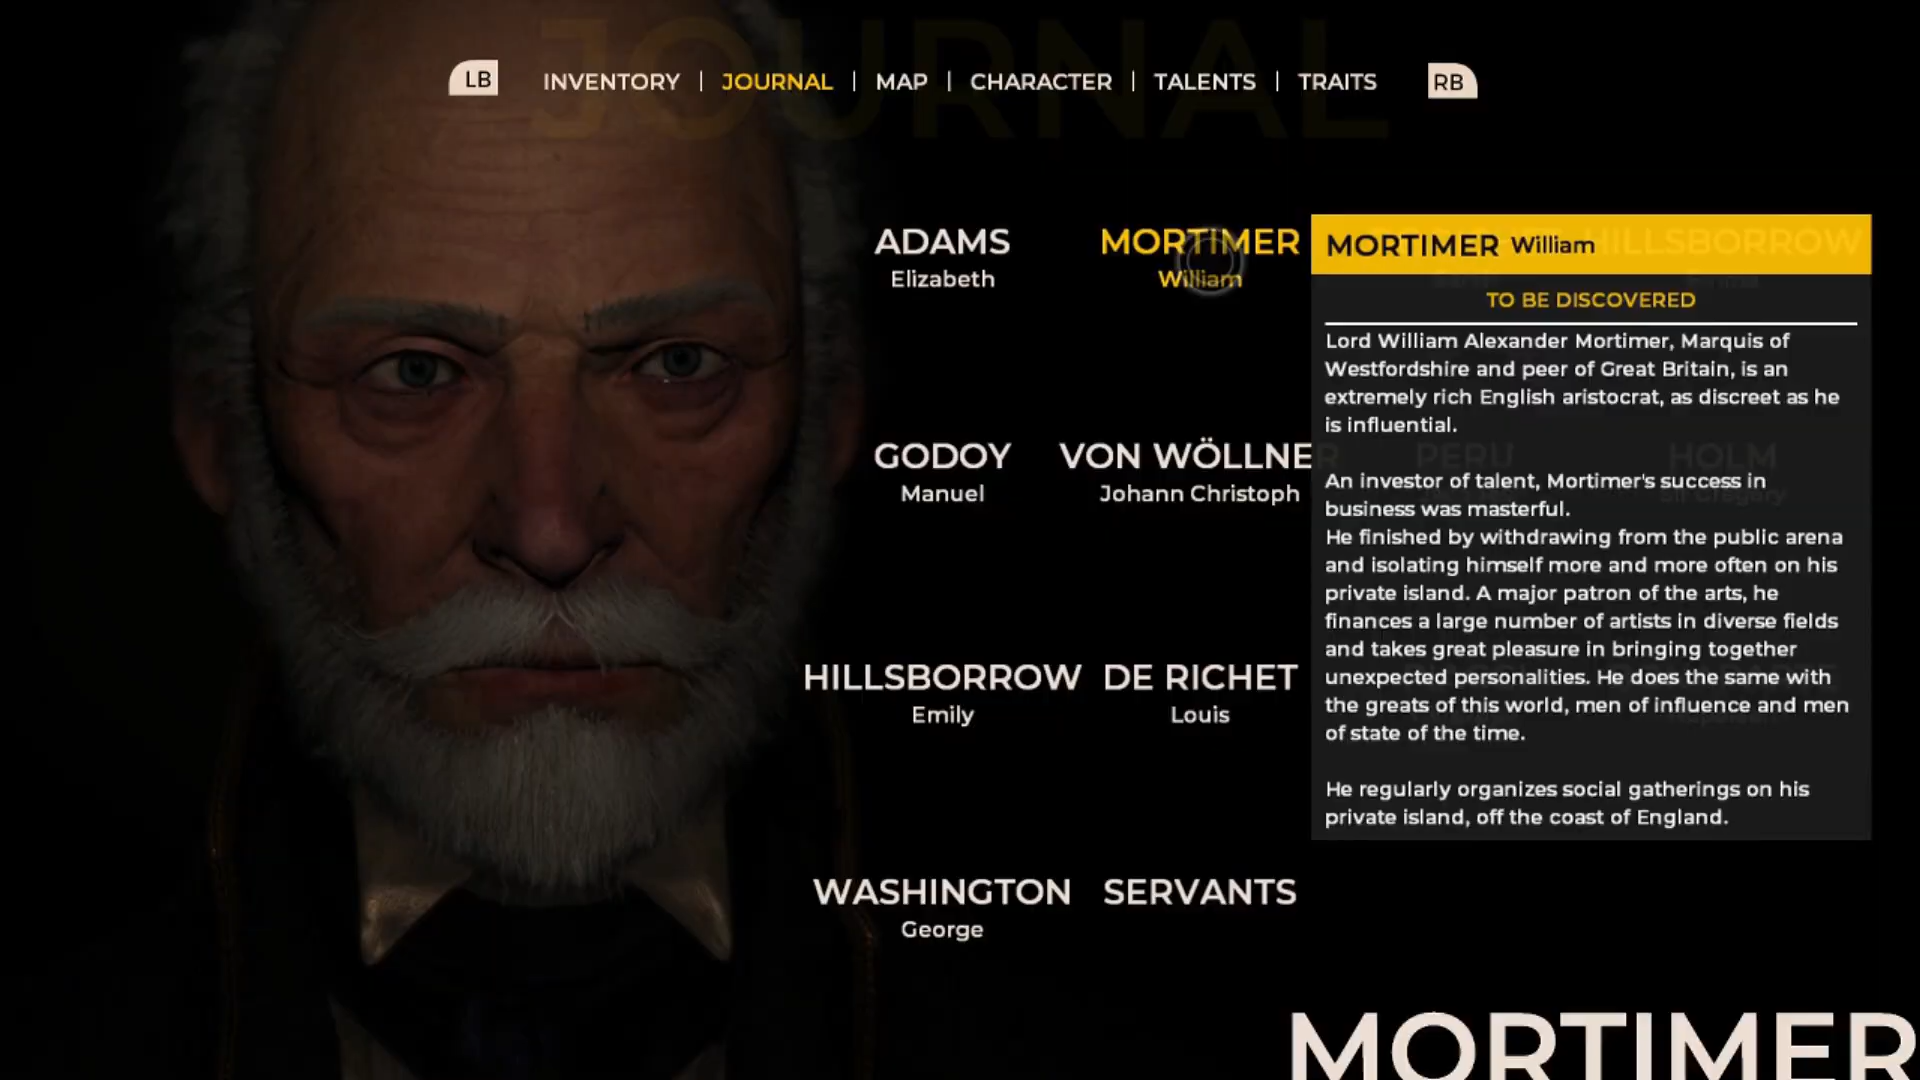 JOURNAL
LB INVENTORY | JOURNAL | MAP | CHARACTER | TALENTS | TRAITS RB
ADAMS
Elizabeth
MORTIMER
William
GODOY
Manuel
VON WÖLLNER
Johann Christoph
HILLSBORROW
Emily
DE RICHET
Louis
WASHINGTON
George
SERVANTS
MORTIMER William
HILLSBORROW
TO BE DISCOVERED
Lord William Alexander Mortimer, Marquis of
Westfordshire and peer of Great Britain, is an
extremely rich English aristocrat, as discreet as he
is influential.
An investor of talent, Mortimer's success in
business was masterful.
He finished by withdrawing from the public arena
and isolating himself more and more often on his
private island. A major patron of the arts, he
finances a large number of artists in diverse fields
and takes great pleasure in bringing together
unexpected personalities. He does the same with
the greats of this world, men of influence and men
of state of the time.
He regularly organizes social gatherings on his
private island, off the coast of England.
PERU
HOLM
Sir Gregory
MORTIMER